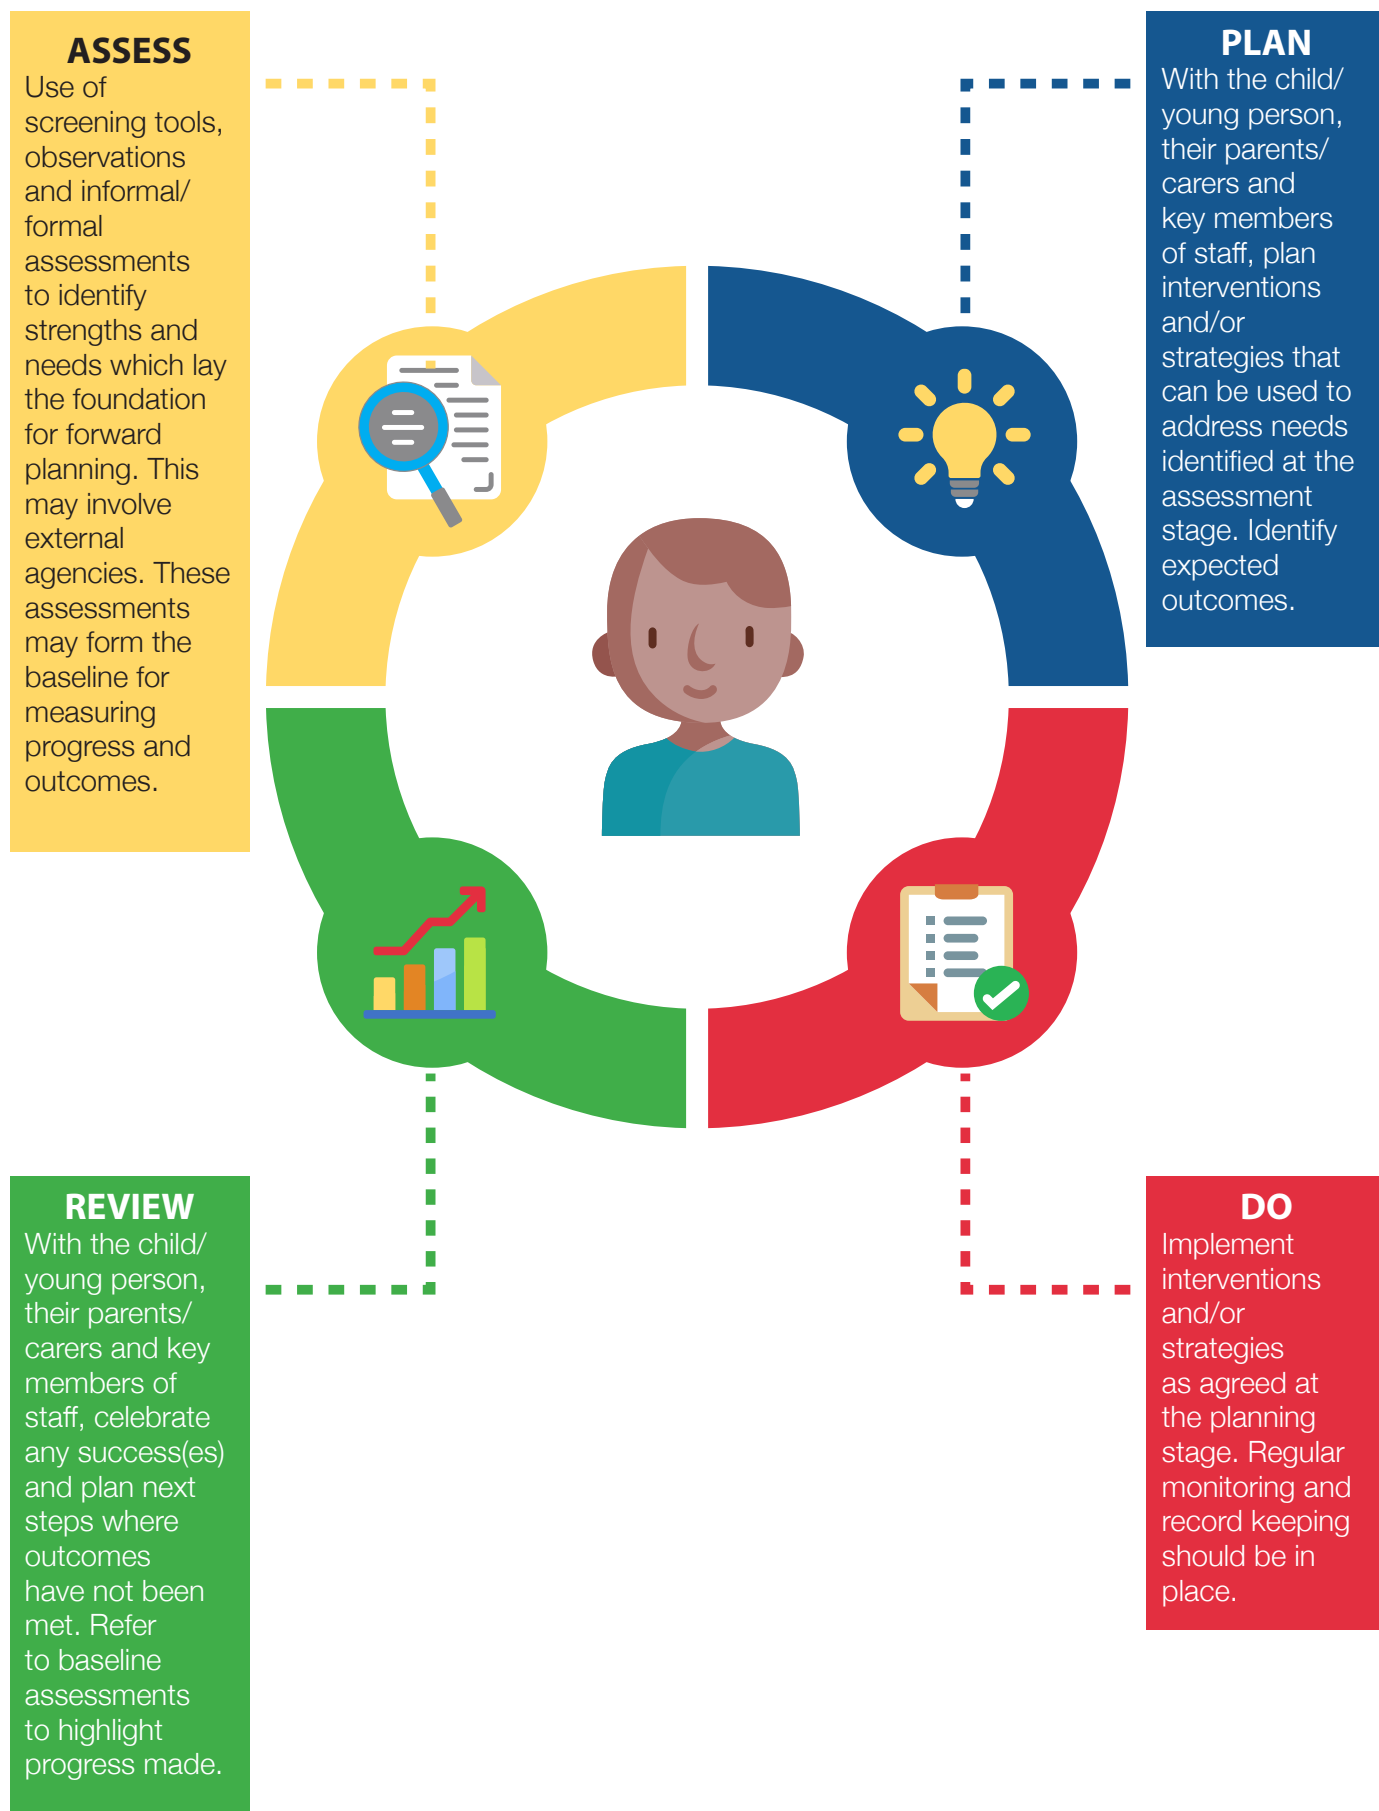 ASSESS
Use of
screening tools,
observations
and informal/
formal
assessments
to identify
strengths and
needs which lay
the foundation
for forward
planning. This
may involve
external
agencies. These
assessments
may form the
baseline for
measuring
progress and
outcomes.
PLAN
With the child/
young person,
their parents/
carers and
key members
of staff, plan
interventions
and/or
strategies that
can be used to
address needs
identified at the
assessment
stage. Identify
expected
outcomes.
REVIEW
With the child/
young person,
their parents/
carers and key
members of
staff, celebrate
any success(es)
and plan next
steps where
outcomes
have not been
met. Refer
to baseline
assessments
to highlight
progress made.
DO
Implement
interventions
and/or
strategies
as agreed at
the planning
stage. Regular
monitoring and
record keeping
should be in
place.